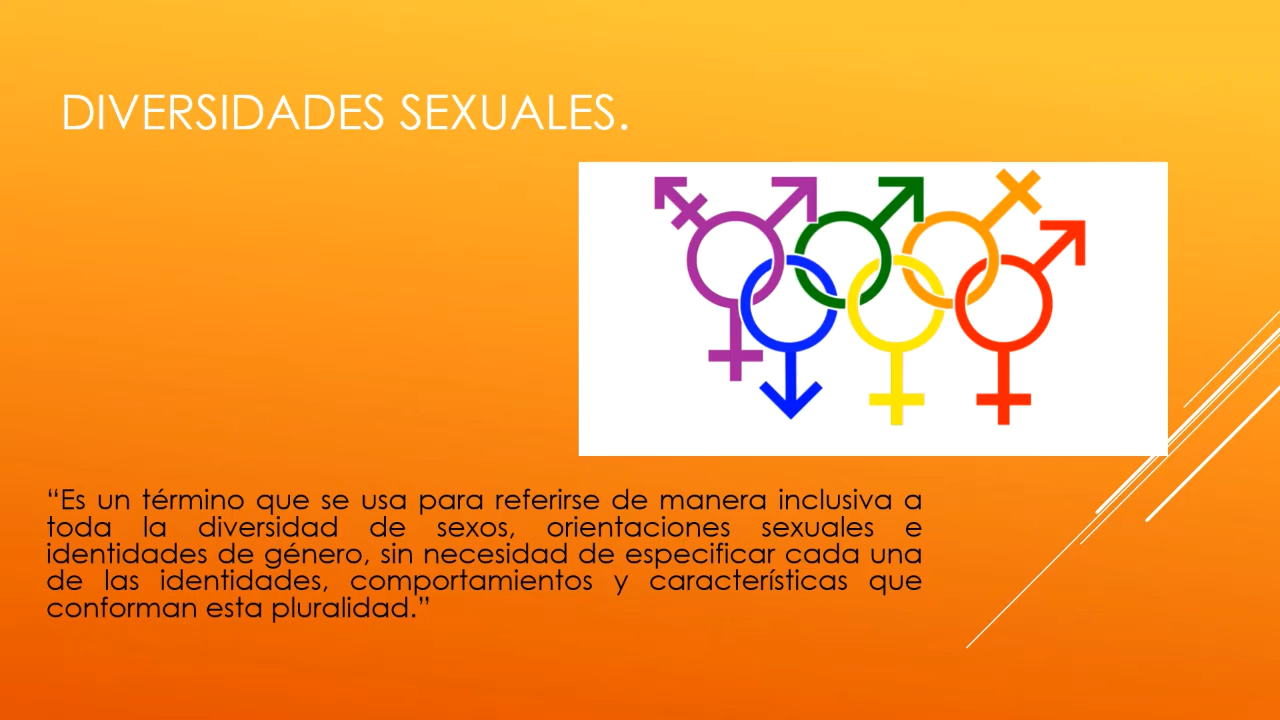 DIVERSIDADES SEXUALES.
“Es un término que se usa para referirse de manera inclusiva a
toda la diversidad de sexos, orientaciones sexuales e
identidades de género, sin necesidad de especificar cada una
de las identidades, comportamientos y características que
conforman esta pluralidad.”